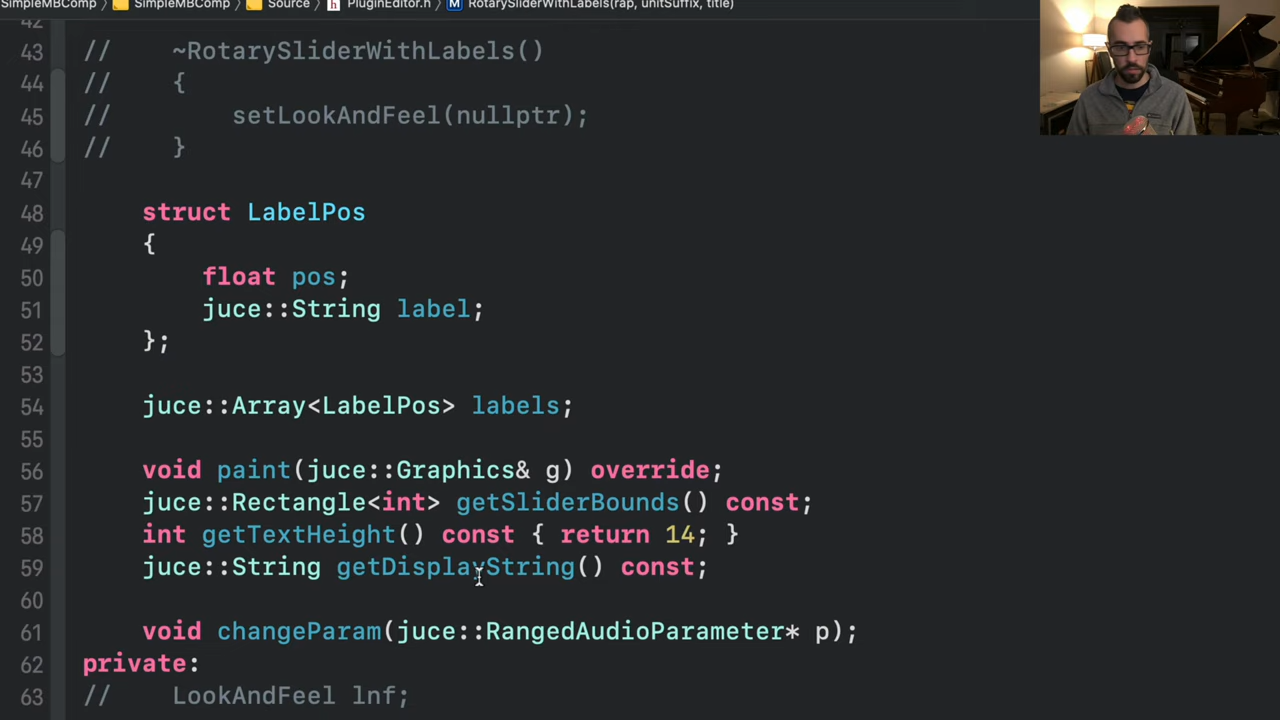 SimpleMBComp > SimpleMBComp > Source > PluginEditor.h > M RotarySliderWithLabels(rap, unitSuffix, title)
42
43 // ~RotarySliderWithLabels()
44 // {
45 // setLookAndFeel(nullptr);
46 // }
47
48 struct LabelPos
49 {
50 float pos;
51 juce::String label;
52 };
53
54 juce::Array<LabelPos> labels;
55
56 void paint(juce::Graphics& g) override;
57 juce::Rectangle<int> getSliderBounds() const;
58 int getTextHeight() const { return 14; }
59 juce::String getDisplayString() const;
60
61 void changeParam(juce::RangedAudioParameter* p);
62 private:
63 // LookAndFeel lnf;